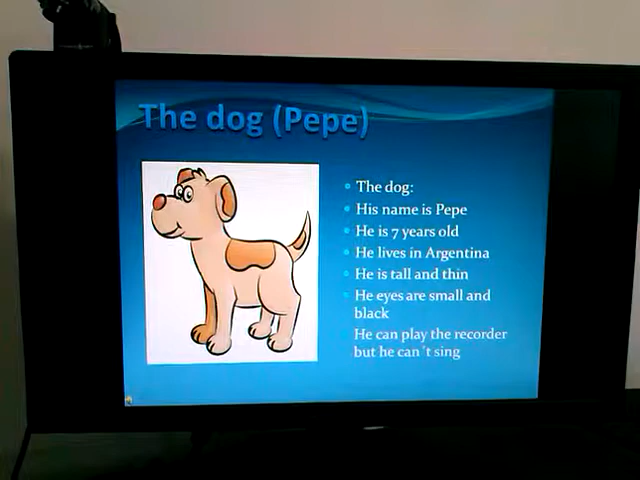 The dog (Pepe)
The dog:
His name is Pepe
He is 7 years old
He lives in Argentina
He is tall and thin
He eyes are small and
black
He can play the recorder
but he can ´t sing